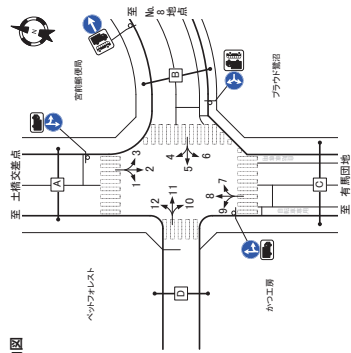 図
N
至 No.8 地点
宮前郵便局
プラウド鷺沼
至 土橋交差点
至 有馬団地
ペットフォレスト
かつ工房
A
B
C
D
1
2
3
4
5
6
7
8
9
10
11
12